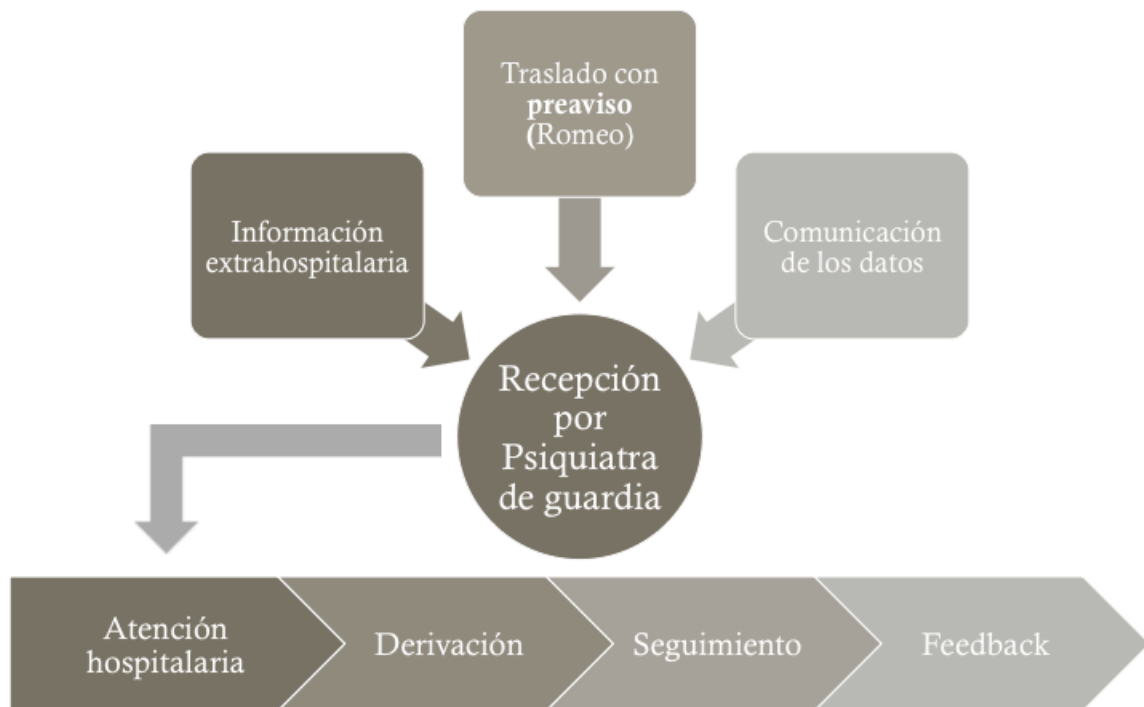 Traslado con
preaviso
(Romeo)
Información
extrahospitalaria
Comunicación
de los datos
Recepción
por
Psiquiatra
de guardia
Atención
hospitalaria
Derivación
Seguimiento
Feedback